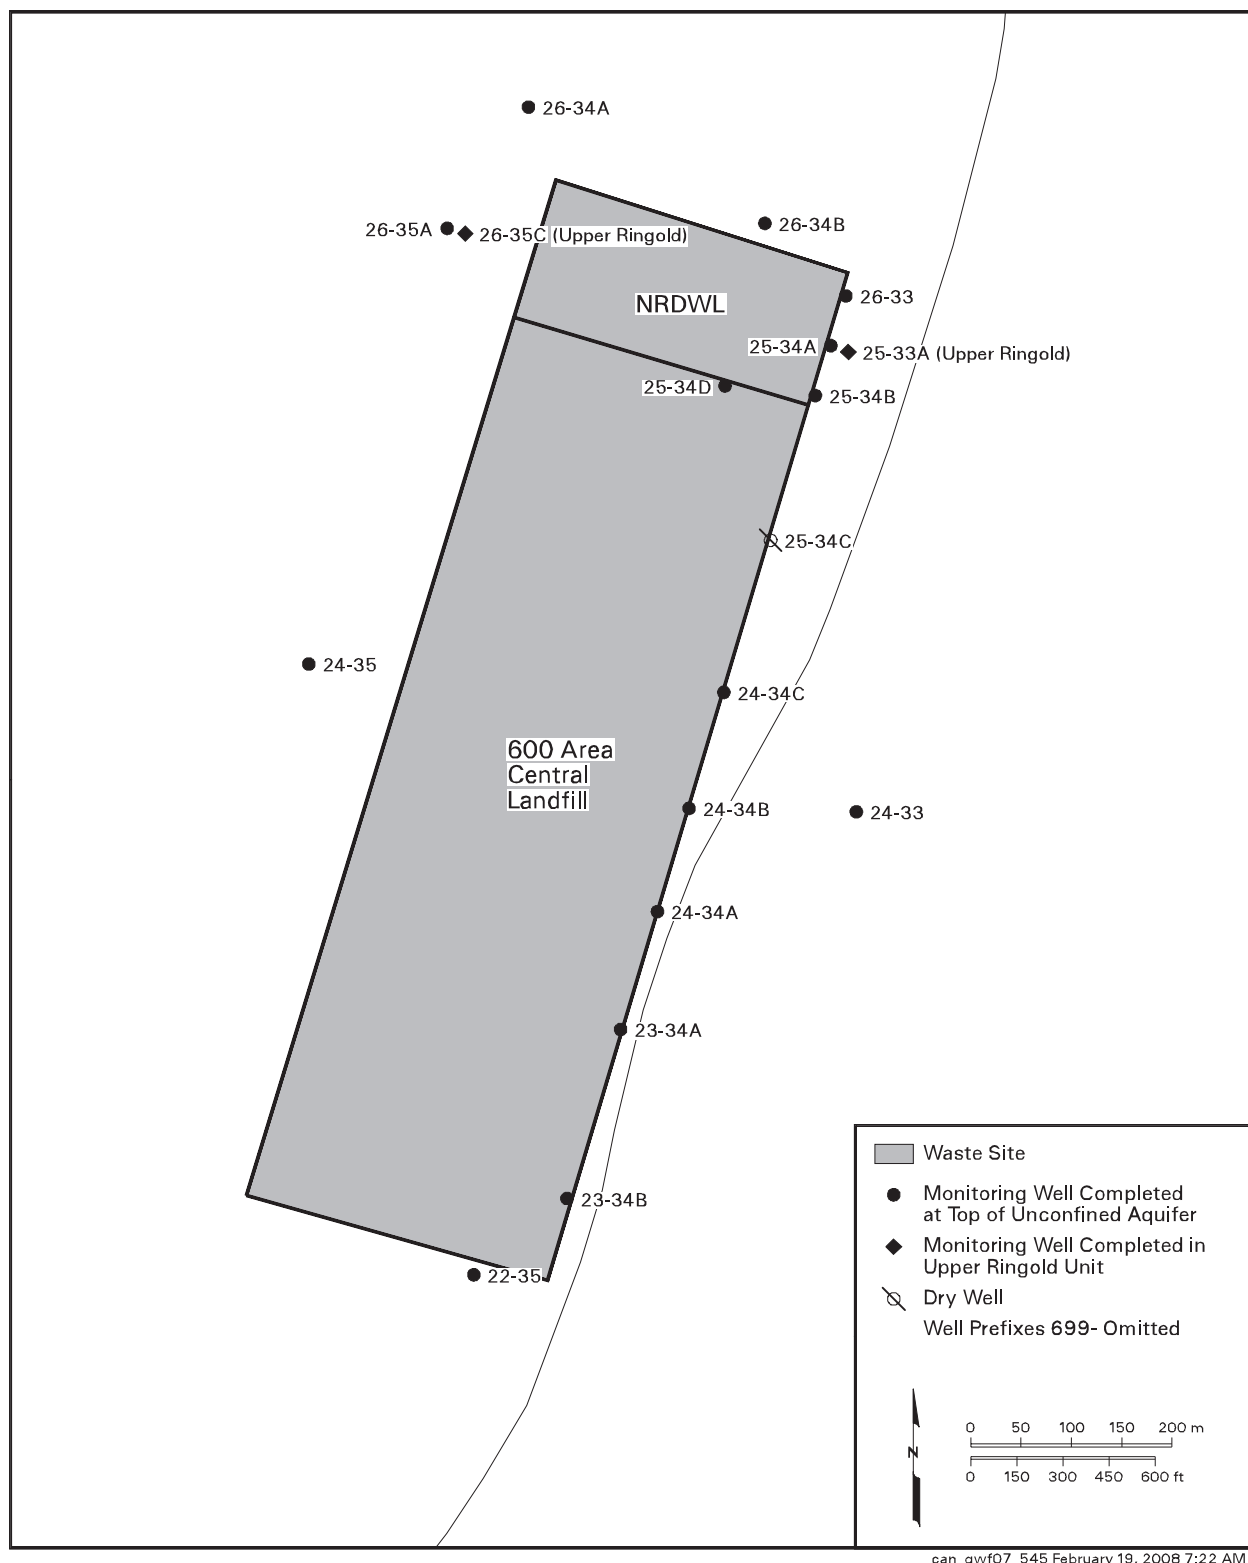 26-34A
26-35A
26-35C (Upper Ringold)
26-34B
NRDWL
26-33
25-34A
25-33A (Upper Ringold)
25-34D
25-34B
25-34C
24-35
24-34C
600 Area
Central
Landfill
24-34B
24-33
24-34A
23-34A
23-34B
22-35
Waste Site
Monitoring Well Completed
at Top of Unconfined Aquifer
Monitoring Well Completed in
Upper Ringold Unit
Dry Well
Well Prefixes 699- Omitted
N
0 50 100 150 200 m
0 150 300 450 600 ft
can_gwf07_545 February 19, 2008 7:22 AM